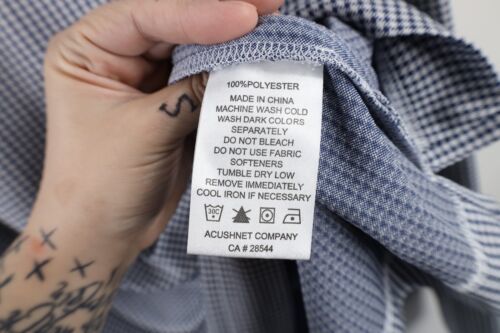 100%POLYESTER
MADE IN CHINA
MACHINE WASH COLD
WASH DARK COLORS
SEPARATELY
DO NOT BLEACH
DO NOT USE FABRIC
SOFTENERS
TUMBLE DRY LOW
REMOVE IMMEDIATELY
COOL IRON IF NECESSARY
30C
ACUSHNET COMPANY
CA # 28544